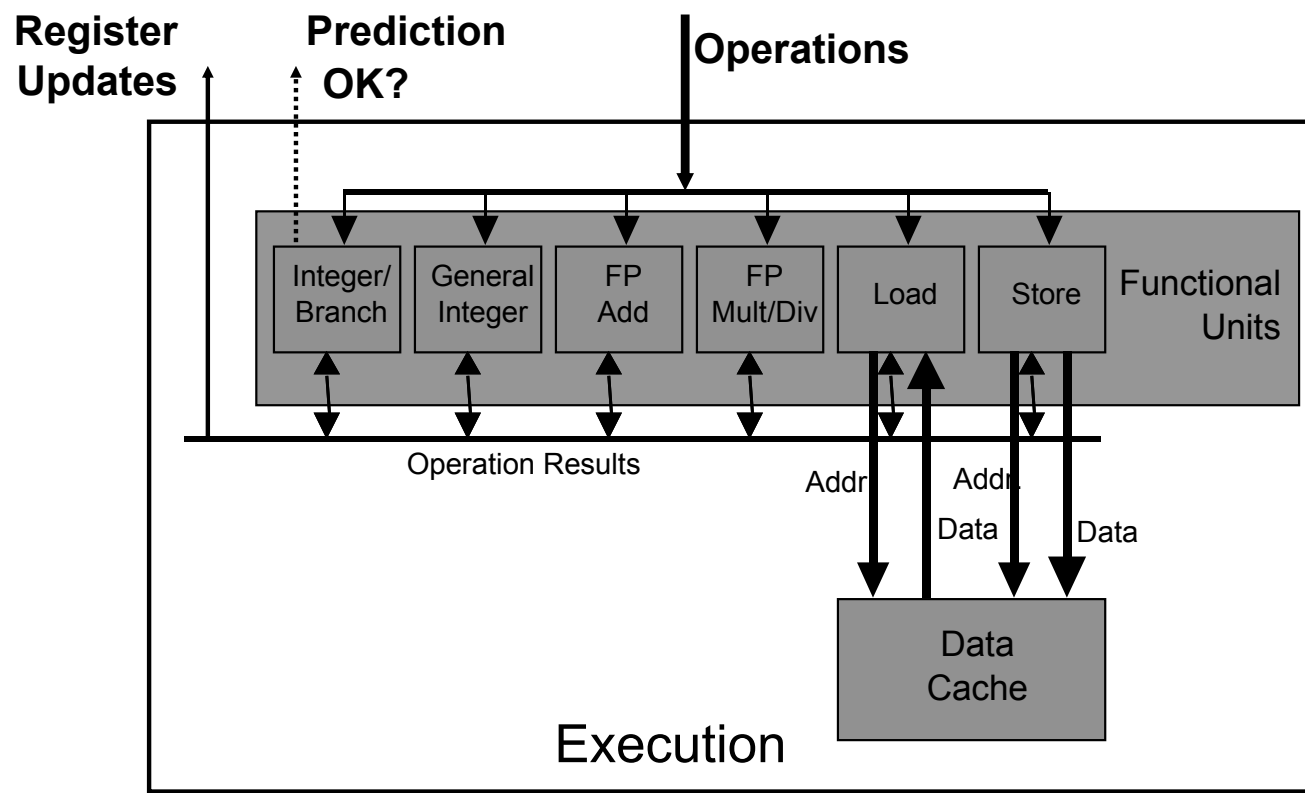 Register
Updates
Prediction
OK?
Operations
Integer/
Branch
General
Integer
FP
Add
FP
Mult/Div
Load
Store
Functional
Units
Operation Results
Addr.
Addr.
Data
Data
Data
Cache
Execution